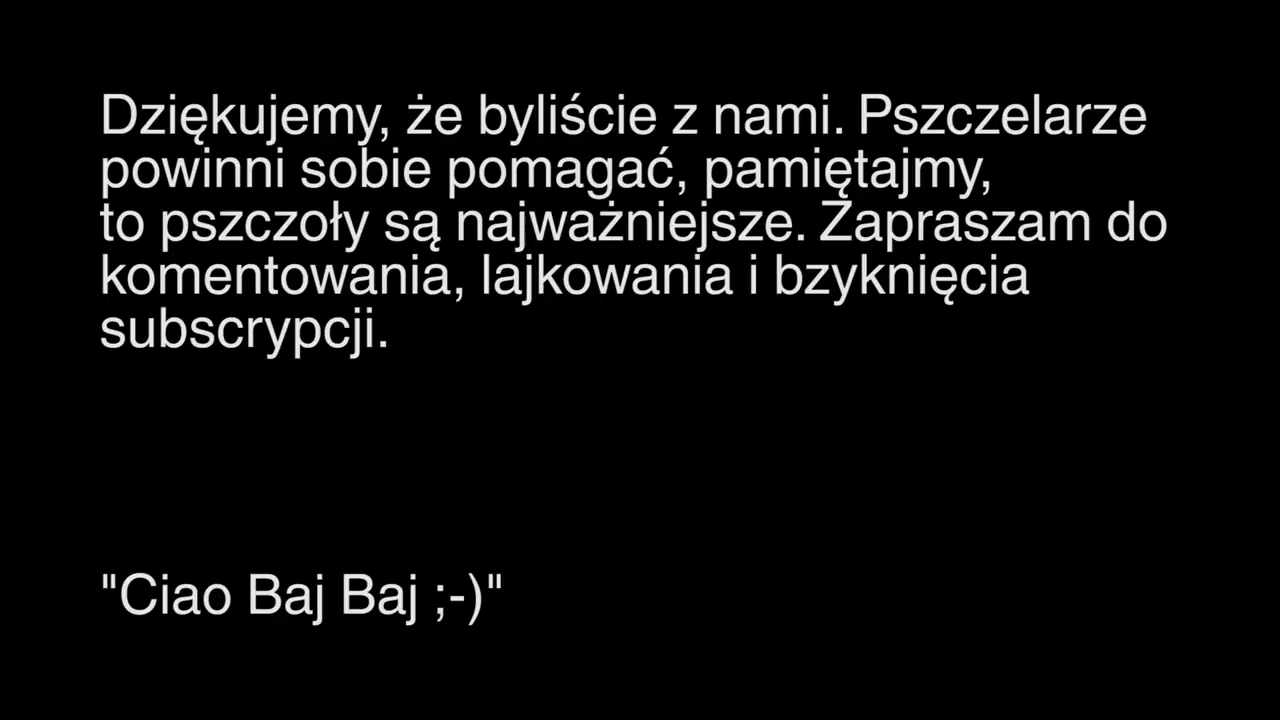 Dziękujemy, że byliście z nami. Pszczelarze
powinni sobie pomagać, pamiętajmy,
to pszczoły są najważniejsze. Zapraszam do
komentowania, lajkowania i bzyknięcia
subscrypcji.
"Ciao Baj Baj ;-)"